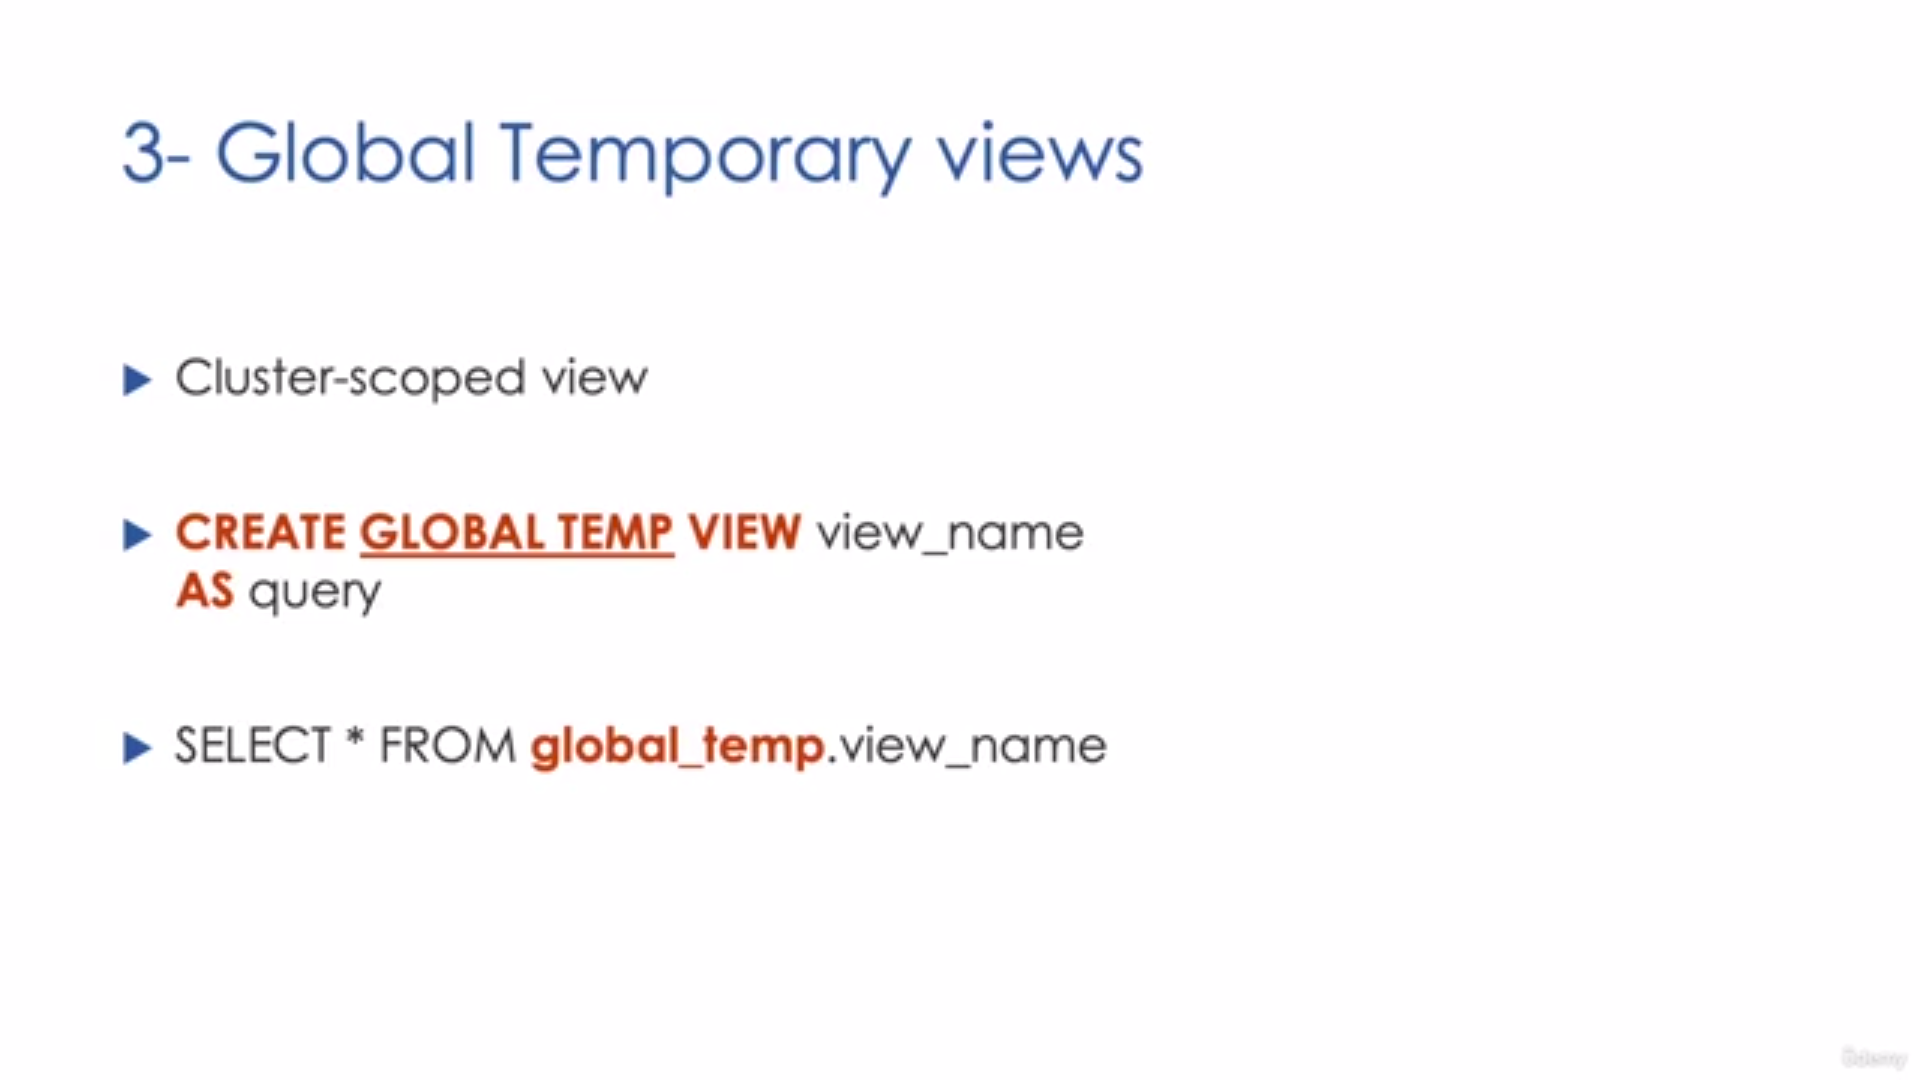 3- Global Temporary views
Cluster-scoped view
CREATE GLOBAL TEMP VIEW view_name
AS query
SELECT * FROM global_temp.view_name
Udemy